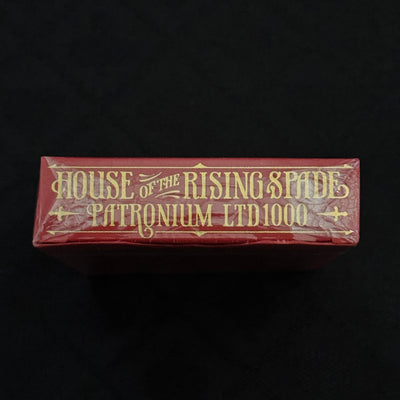 HOUSE OF THE RISING SPADE
PATRONIUM LTD1000